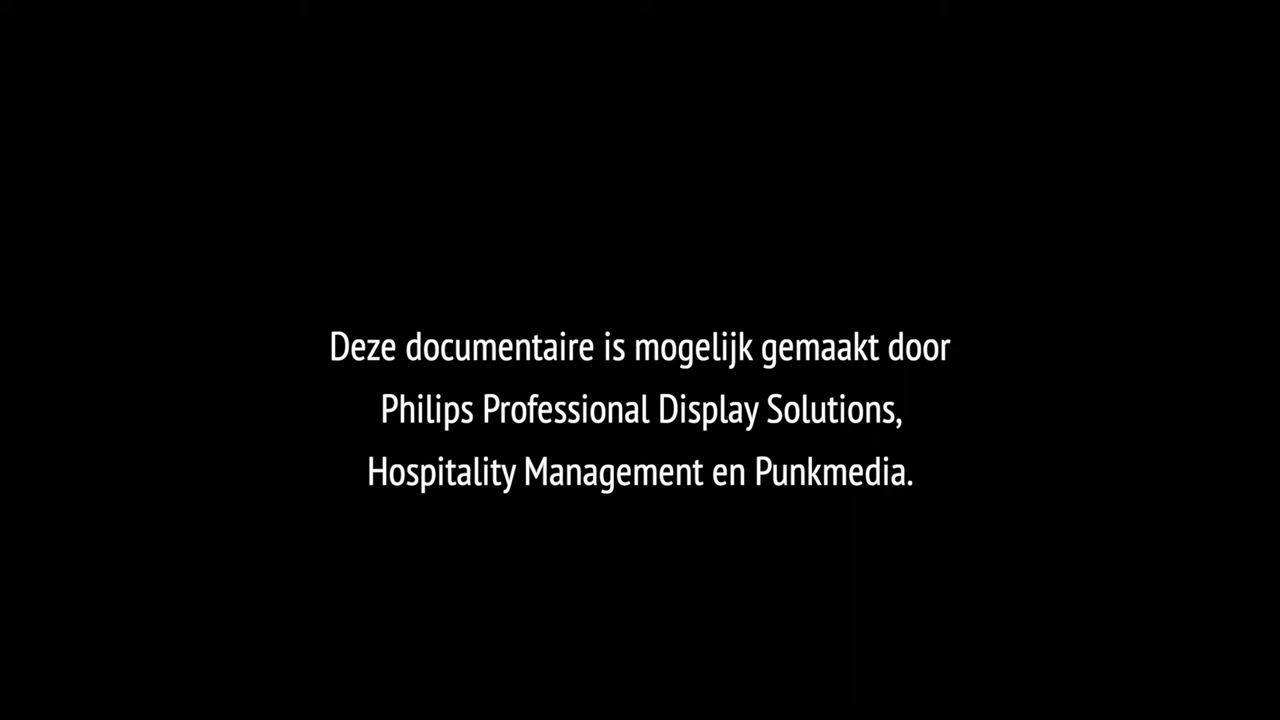 Deze documentaire is mogelijk gemaakt door
Philips Professional Display Solutions,
Hospitality Management en Punkmedia.